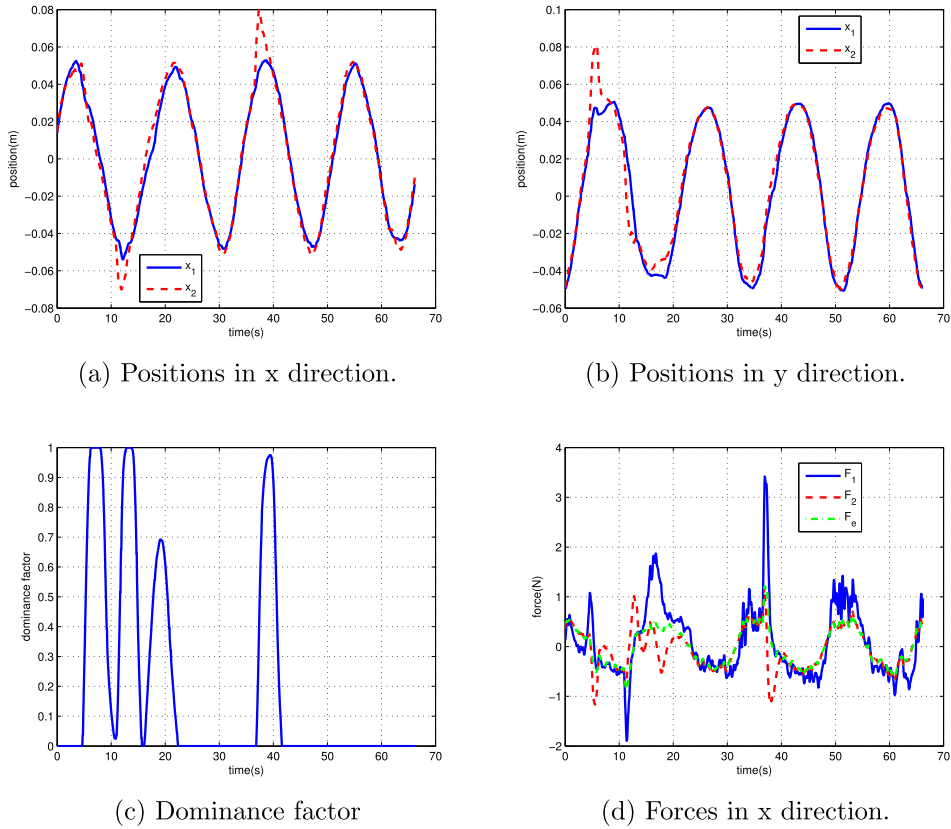 0.08
0.06
0.04
0.02
0
−0.02
−0.04
−0.06
−0.08
position(m)
x1
x2
0 10 20 30 40 50 60 70
time(s)
(a) Positions in x direction.
0.1
0.08
0.06
0.04
0.02
0
−0.02
−0.04
−0.06
position(m)
x1
x2
0 10 20 30 40 50 60 70
time(s)
(b) Positions in y direction.
1
0.9
0.8
0.7
0.6
0.5
0.4
0.3
0.2
0.1
0
dominance factor
0 10 20 30 40 50 60 70
time(s)
(c) Dominance factor
4
3
2
1
0
−1
−2
force(N)
F1
F2
Fe
0 10 20 30 40 50 60 70
time(s)
(d) Forces in x direction.